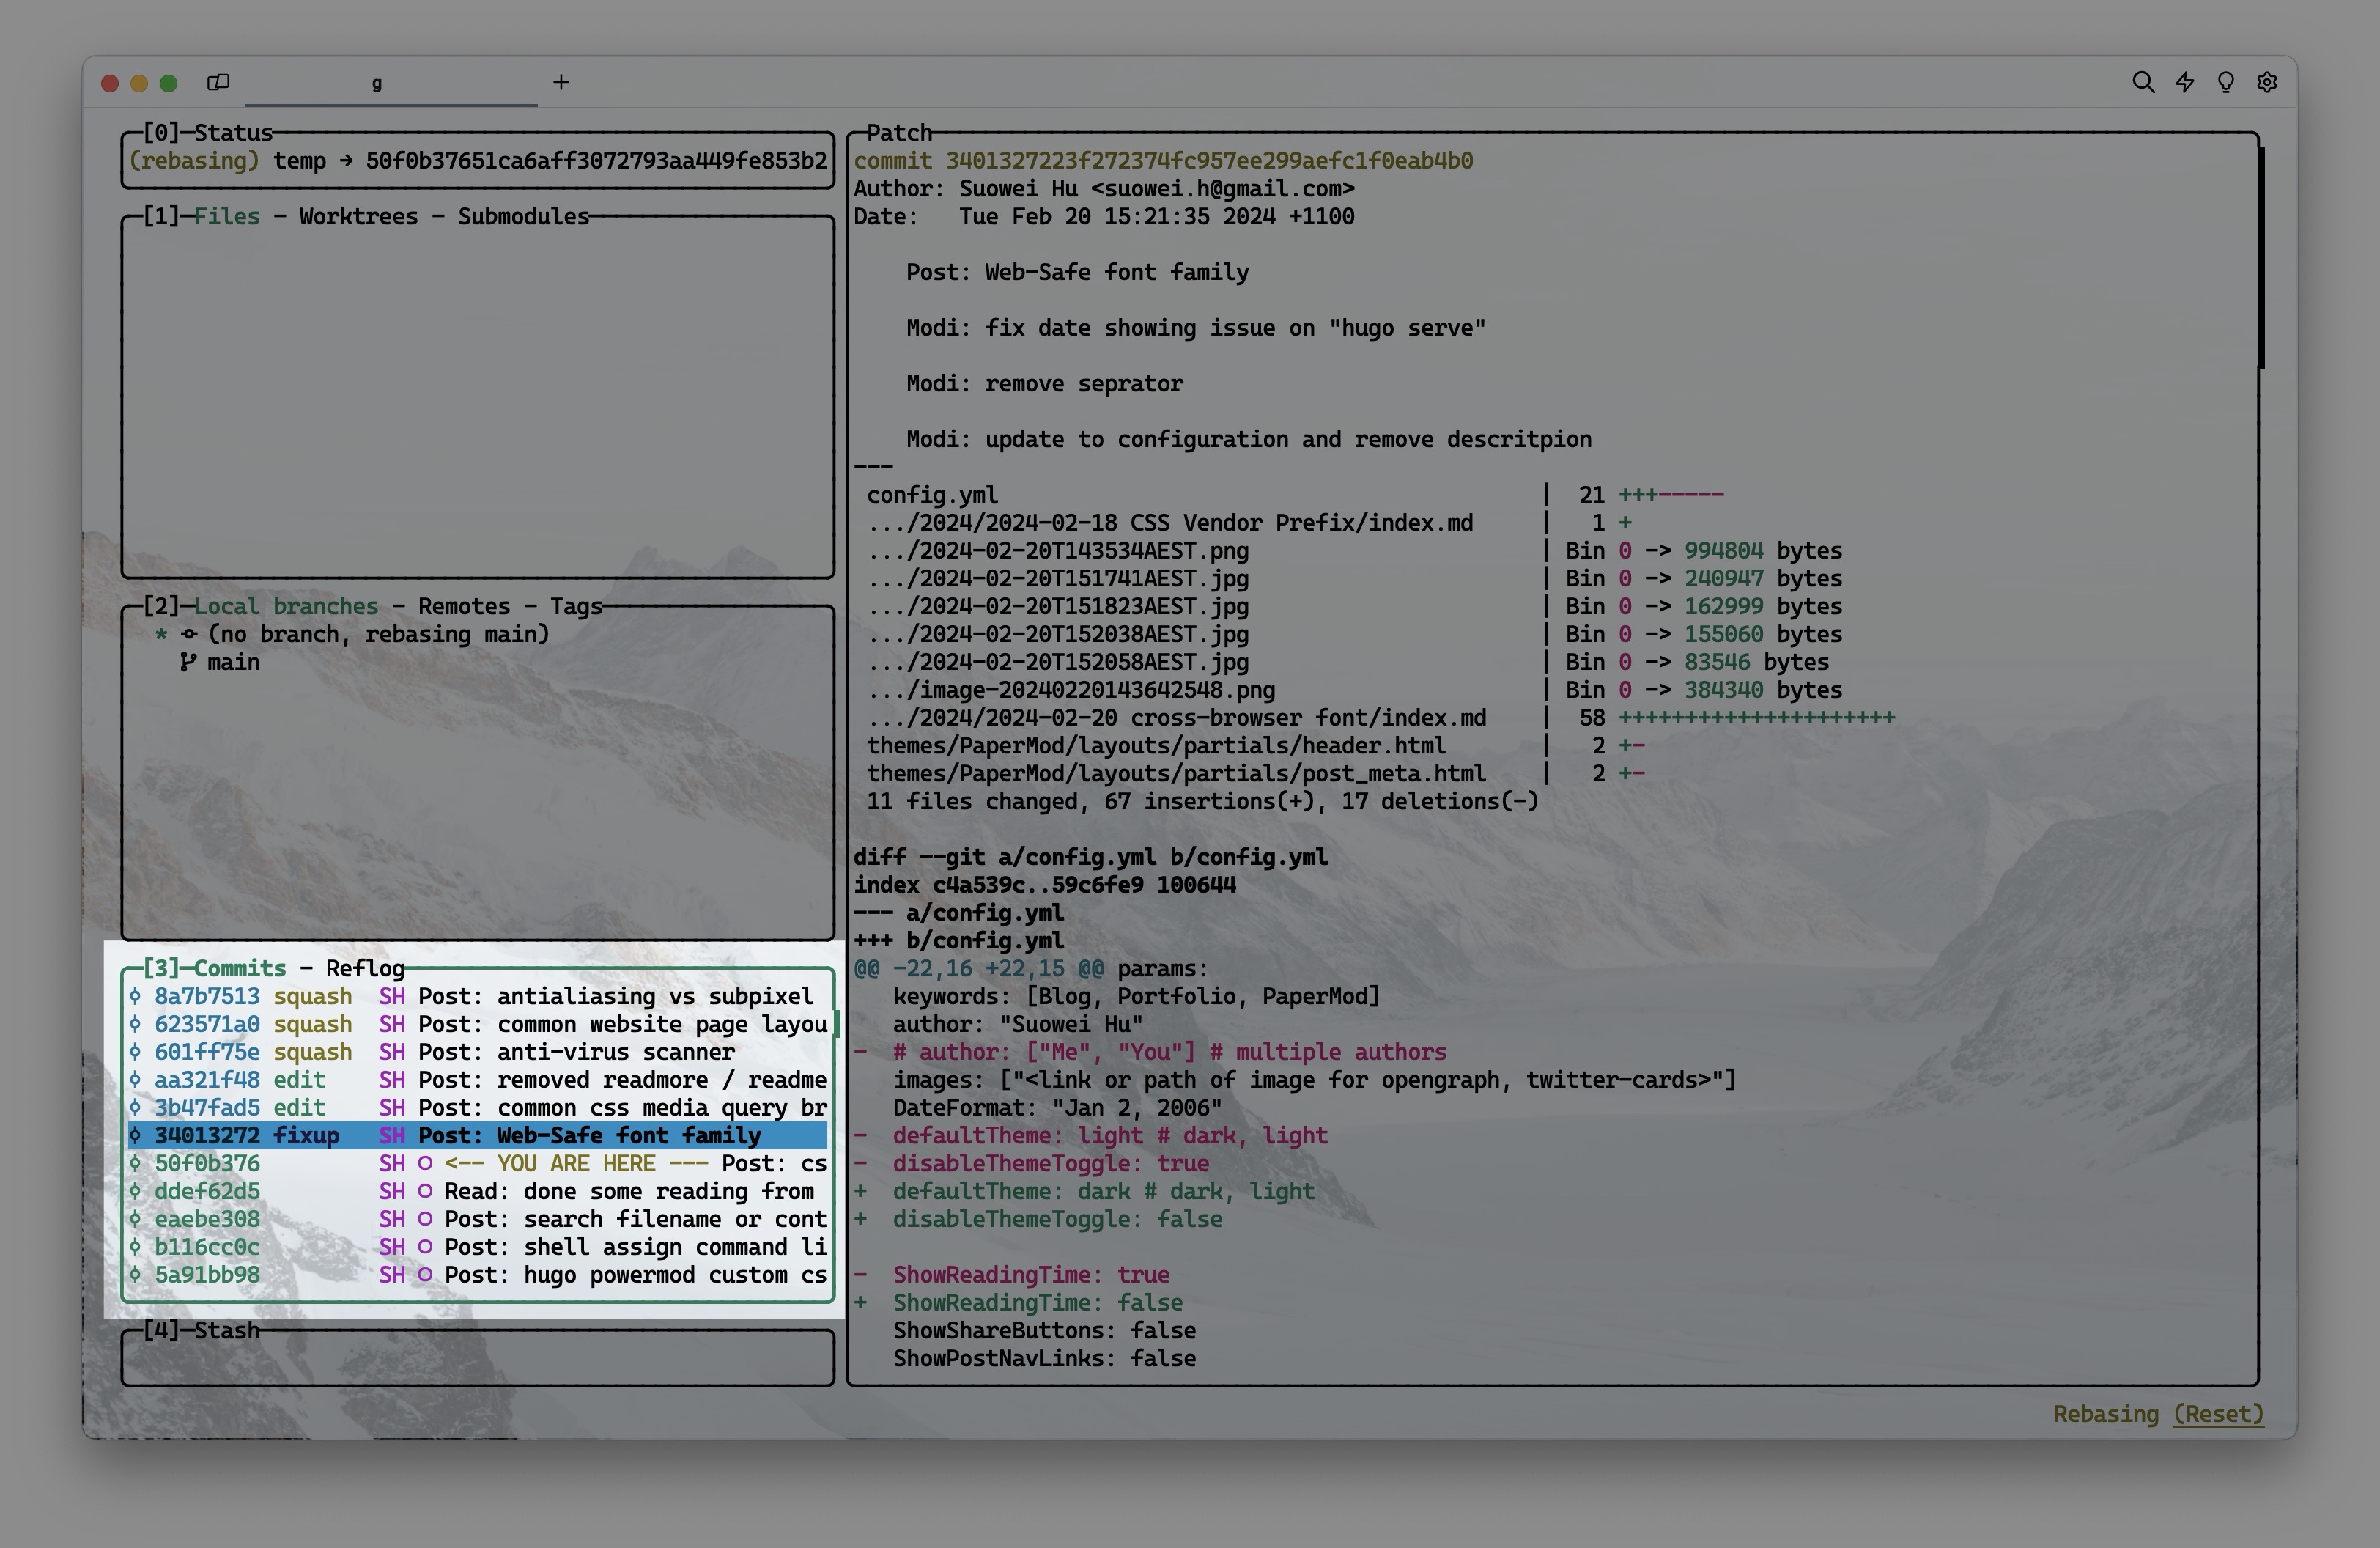 g
[0]─Status
(rebasing) temp → 50f0b37651ca6aff3072793aa449fe853b2
[1]─Files - Worktrees - Submodules
[2]─Local branches - Remotes - Tags
* (no branch, rebasing main)
main
[3]─Commits - Reflog
8a7b7513 squash SH Post: antialiasing vs subpixel
623571a0 squash SH Post: common website page layou
601ff75e squash SH Post: anti-virus scanner
aa321f48 edit SH Post: removed readmore / readme
3b47fad5 edit SH Post: common css media query br
34013272 fixup SH Post: Web-Safe font family
50f0b376 SH O <-- YOU ARE HERE --- Post: cs
ddef62d5 SH O Read: done some reading from
eaebe308 SH O Post: search filename or cont
b116cc0c SH O Post: shell assign command li
5a91bb98 SH O Post: hugo powermod custom cs
[4]─Stash
Patch
commit 3401327223f272374fc957ee299aefc1f0eab4b0
Author: Suowei Hu <suowei.h@gmail.com>
Date:   Tue Feb 20 15:21:35 2024 +1100
Post: Web-Safe font family
Modi: fix date showing issue on "hugo serve"
Modi: remove seprator
Modi: update to configuration and remove descritpion
---
config.yml | 21 +++-----
.../2024/2024-02-18 CSS Vendor Prefix/index.md | 1 +
.../2024-02-20T143534AEST.png | Bin 0 -> 994804 bytes
.../2024-02-20T151741AEST.jpg | Bin 0 -> 240947 bytes
.../2024-02-20T151823AEST.jpg | Bin 0 -> 162999 bytes
.../2024-02-20T152038AEST.jpg | Bin 0 -> 155060 bytes
.../2024-02-20T152058AEST.jpg | Bin 0 -> 83546 bytes
.../image-20240220143642548.png | Bin 0 -> 384340 bytes
.../2024/2024-02-20 cross-browser font/index.md | 58 +++++++++++++++++++++
themes/PaperMod/layouts/partials/header.html | 2 +-
themes/PaperMod/layouts/partials/post_meta.html | 2 +-
11 files changed, 67 insertions(+), 17 deletions(-)
diff --git a/config.yml b/config.yml
index c4a539c..59c6fe9 100644
--- a/config.yml
+++ b/config.yml
@@ -22,16 +22,15 @@ params:
keywords: [Blog, Portfolio, PaperMod]
author: "Suowei Hu"
-  # author: ["Me", "You"] # multiple authors
images: ["<link or path of image for opengraph, twitter-cards>"]
DateFormat: "Jan 2, 2006"
-  defaultTheme: light # dark, light
-  disableThemeToggle: true
+  defaultTheme: dark # dark, light
+  disableThemeToggle: false
-  ShowReadingTime: true
+  ShowReadingTime: false
ShowShareButtons: false
ShowPostNavLinks: false
Rebasing (Reset)